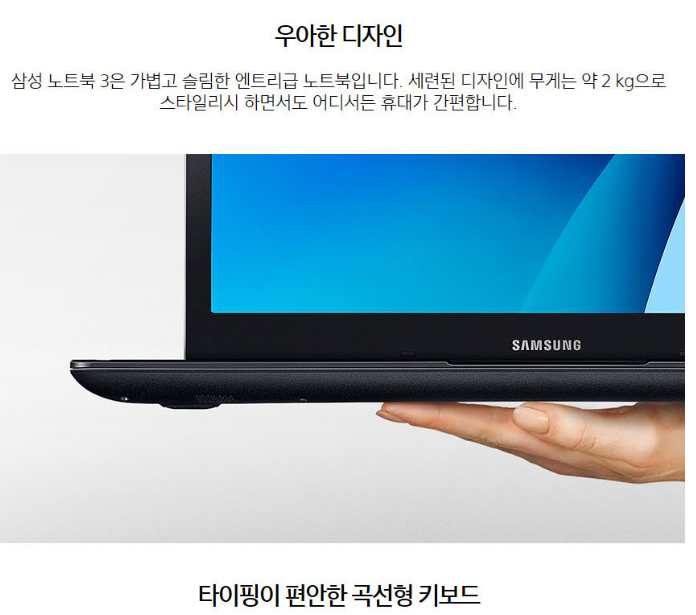 우아한 디자인
삼성 노트북 3은 가볍고 슬림한 엔트리급 노트북입니다. 세련된 디자인에 무게는 약 2 kg으로
스타일리시 하면서도 어디서든 휴대가 간편합니다.
SAMSUNG
타이핑이 편안한 곡선형 키보드